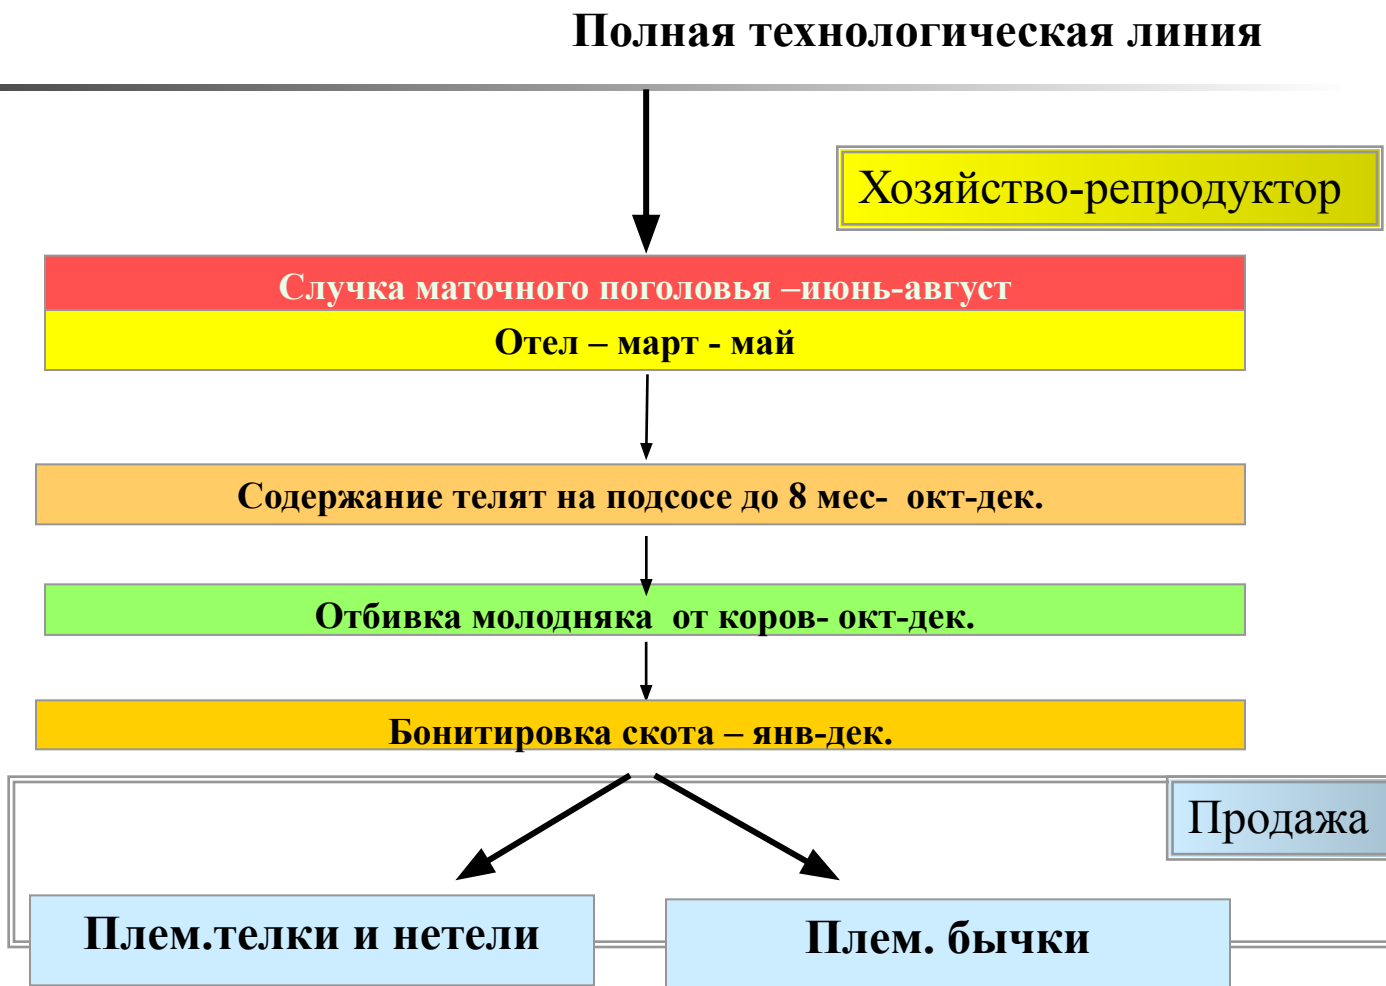 Полная технологическая линия
Хозяйство-репродуктор
Случка маточного поголовья –июнь-август
Отел – март - май
Содержание телят на подсосе до 8 мес-  окт-дек.
Отбивка молодняка  от коров- окт-дек.
Бонитировка скота – янв-дек.
Продажа
Плем.телки и нетели
Плем. бычки